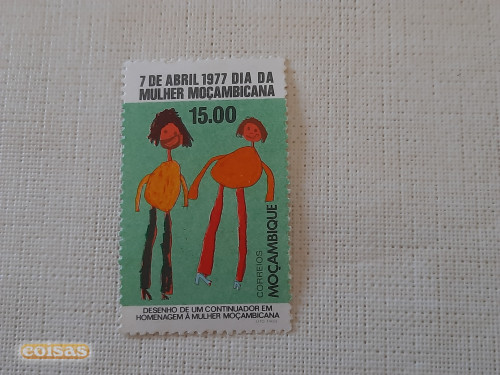 7 DE ABRIL 1977 DIA DA
MULHER MOÇAMBICANA
15.00
CORREIOS
MOÇAMBIQUE
DESENHO DE UM CONTINUADOR EM
HOMENAGEM À MULHER MOÇAMBICANA
coisas